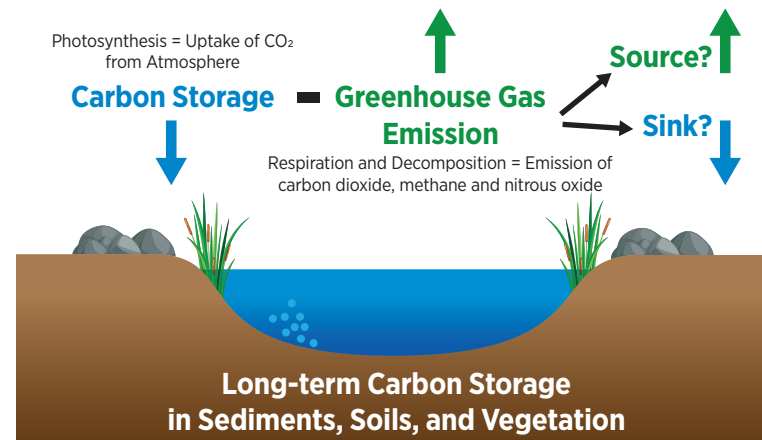 Photosynthesis = Uptake of CO₂
from Atmosphere
Carbon Storage
Greenhouse Gas
Emission
Respiration and Decomposition = Emission of
carbon dioxide, methane and nitrous oxide
Source?
Sink?
Long-term Carbon Storage
in Sediments, Soils, and Vegetation